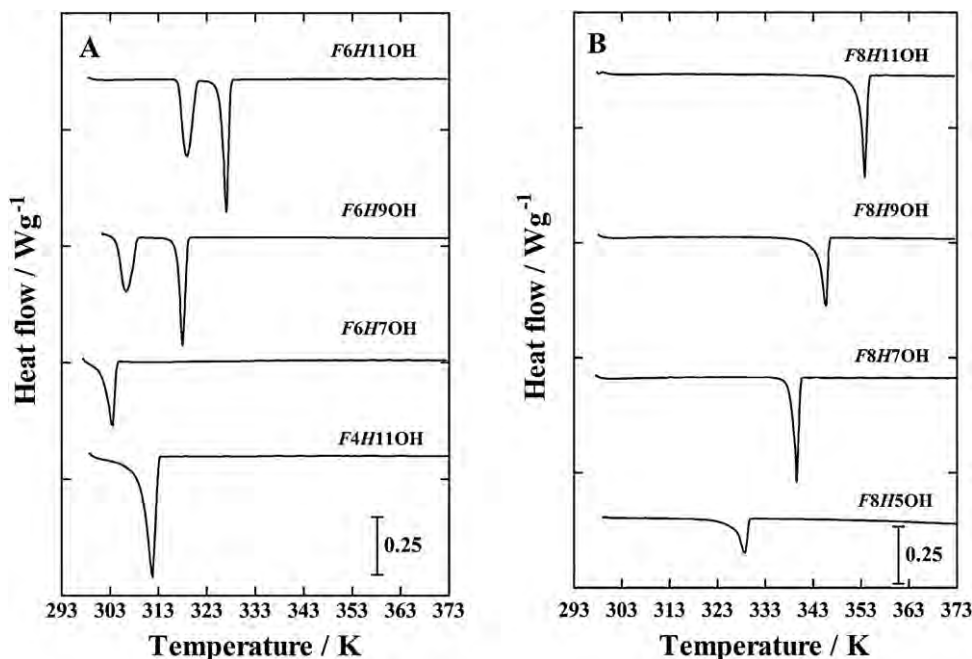 A
F6H11OH
F6H9OH
F6H7OH
F4H11OH
0.25
Heat flow / Wg-1
293 303 313 323 333 343 353 363 373
Temperature / K
B
F8H11OH
F8H9OH
F8H7OH
F8H5OH
0.25
Heat flow / Wg-1
293 303 313 323 333 343 353 363 373
Temperature / K